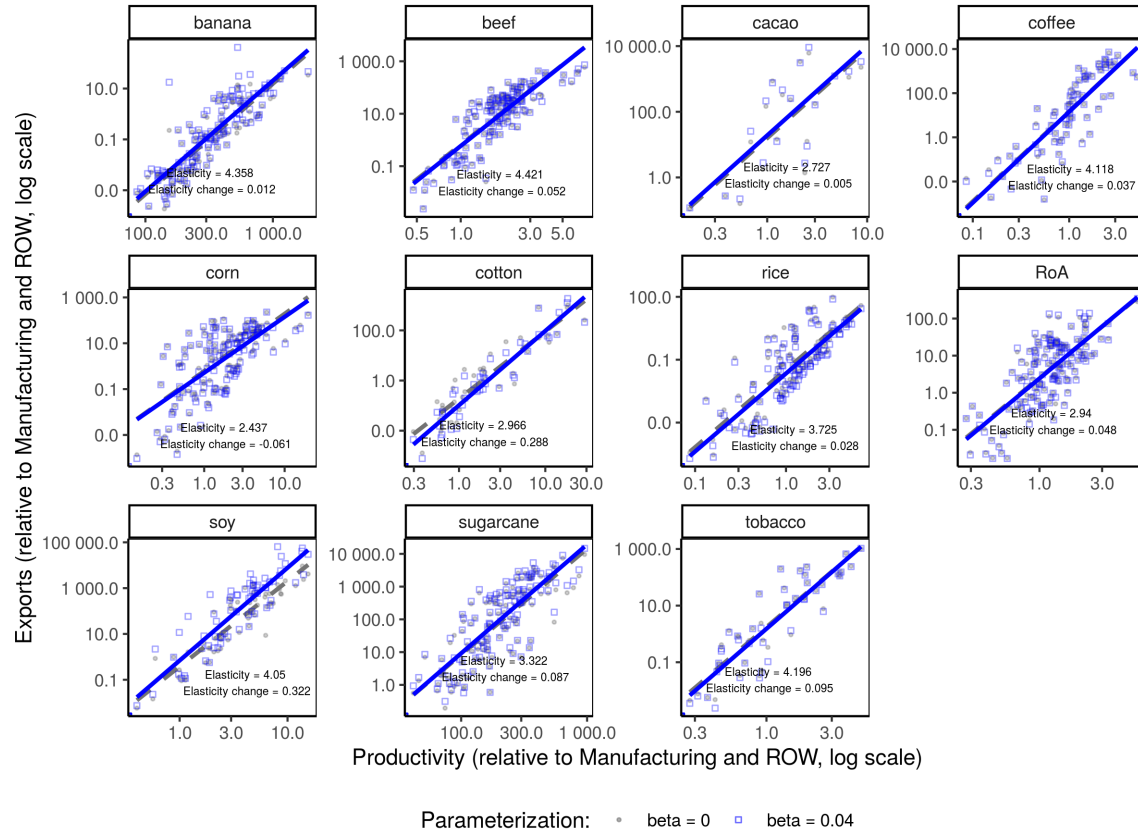 banana
beef
cacao
coffee
10.0
0.1
0.0
Elasticity = 4.358
Elasticity change = 0.012
100.0 300.0 1 000.0
1 000.0
10.0
0.1
Elasticity = 4.421
Elasticity change = 0.052
0.5 1.0 3.0 5.0
10 000.0
100.0
1.0
Elasticity = 2.727
Elasticity change = 0.005
0.3 1.0 3.0 10.0
10 000.0
100.0
1.0
0.0
Elasticity = 4.118
Elasticity change = 0.037
0.1 0.3 1.0 3.0
corn
cotton
rice
RoA
1 000.0
10.0
0.1
0.0
Elasticity = 2.437
Elasticity change = -0.061
0.3 1.0 3.0 10.0
100.0
1.0
0.0
Elasticity = 2.966
Elasticity change = 0.288
0.3 1.0 3.0 10.0 30.0
100.0
0.1
0.0
Elasticity = 3.725
Elasticity change = 0.028
0.1 0.3 1.0 3.0
100.0
10.0
1.0
0.1
Elasticity = 2.94
Elasticity change = 0.048
0.3 1.0 3.0
soy
sugarcane
tobacco
100 000.0
1 000.0
10.0
0.1
Elasticity = 4.05
Elasticity change = 0.322
1.0 3.0 10.0
10 000.0
1 000.0
100.0
10.0
1.0
Elasticity = 3.322
Elasticity change = 0.087
100.0 300.0 1 000.0
1 000.0
10.0
0.1
Elasticity = 4.196
Elasticity change = 0.095
0.3 1.0 3.0
Exports (relative to Manufacturing and ROW, log scale)
Productivity (relative to Manufacturing and ROW, log scale)
Parameterization: beta = 0 beta = 0.04